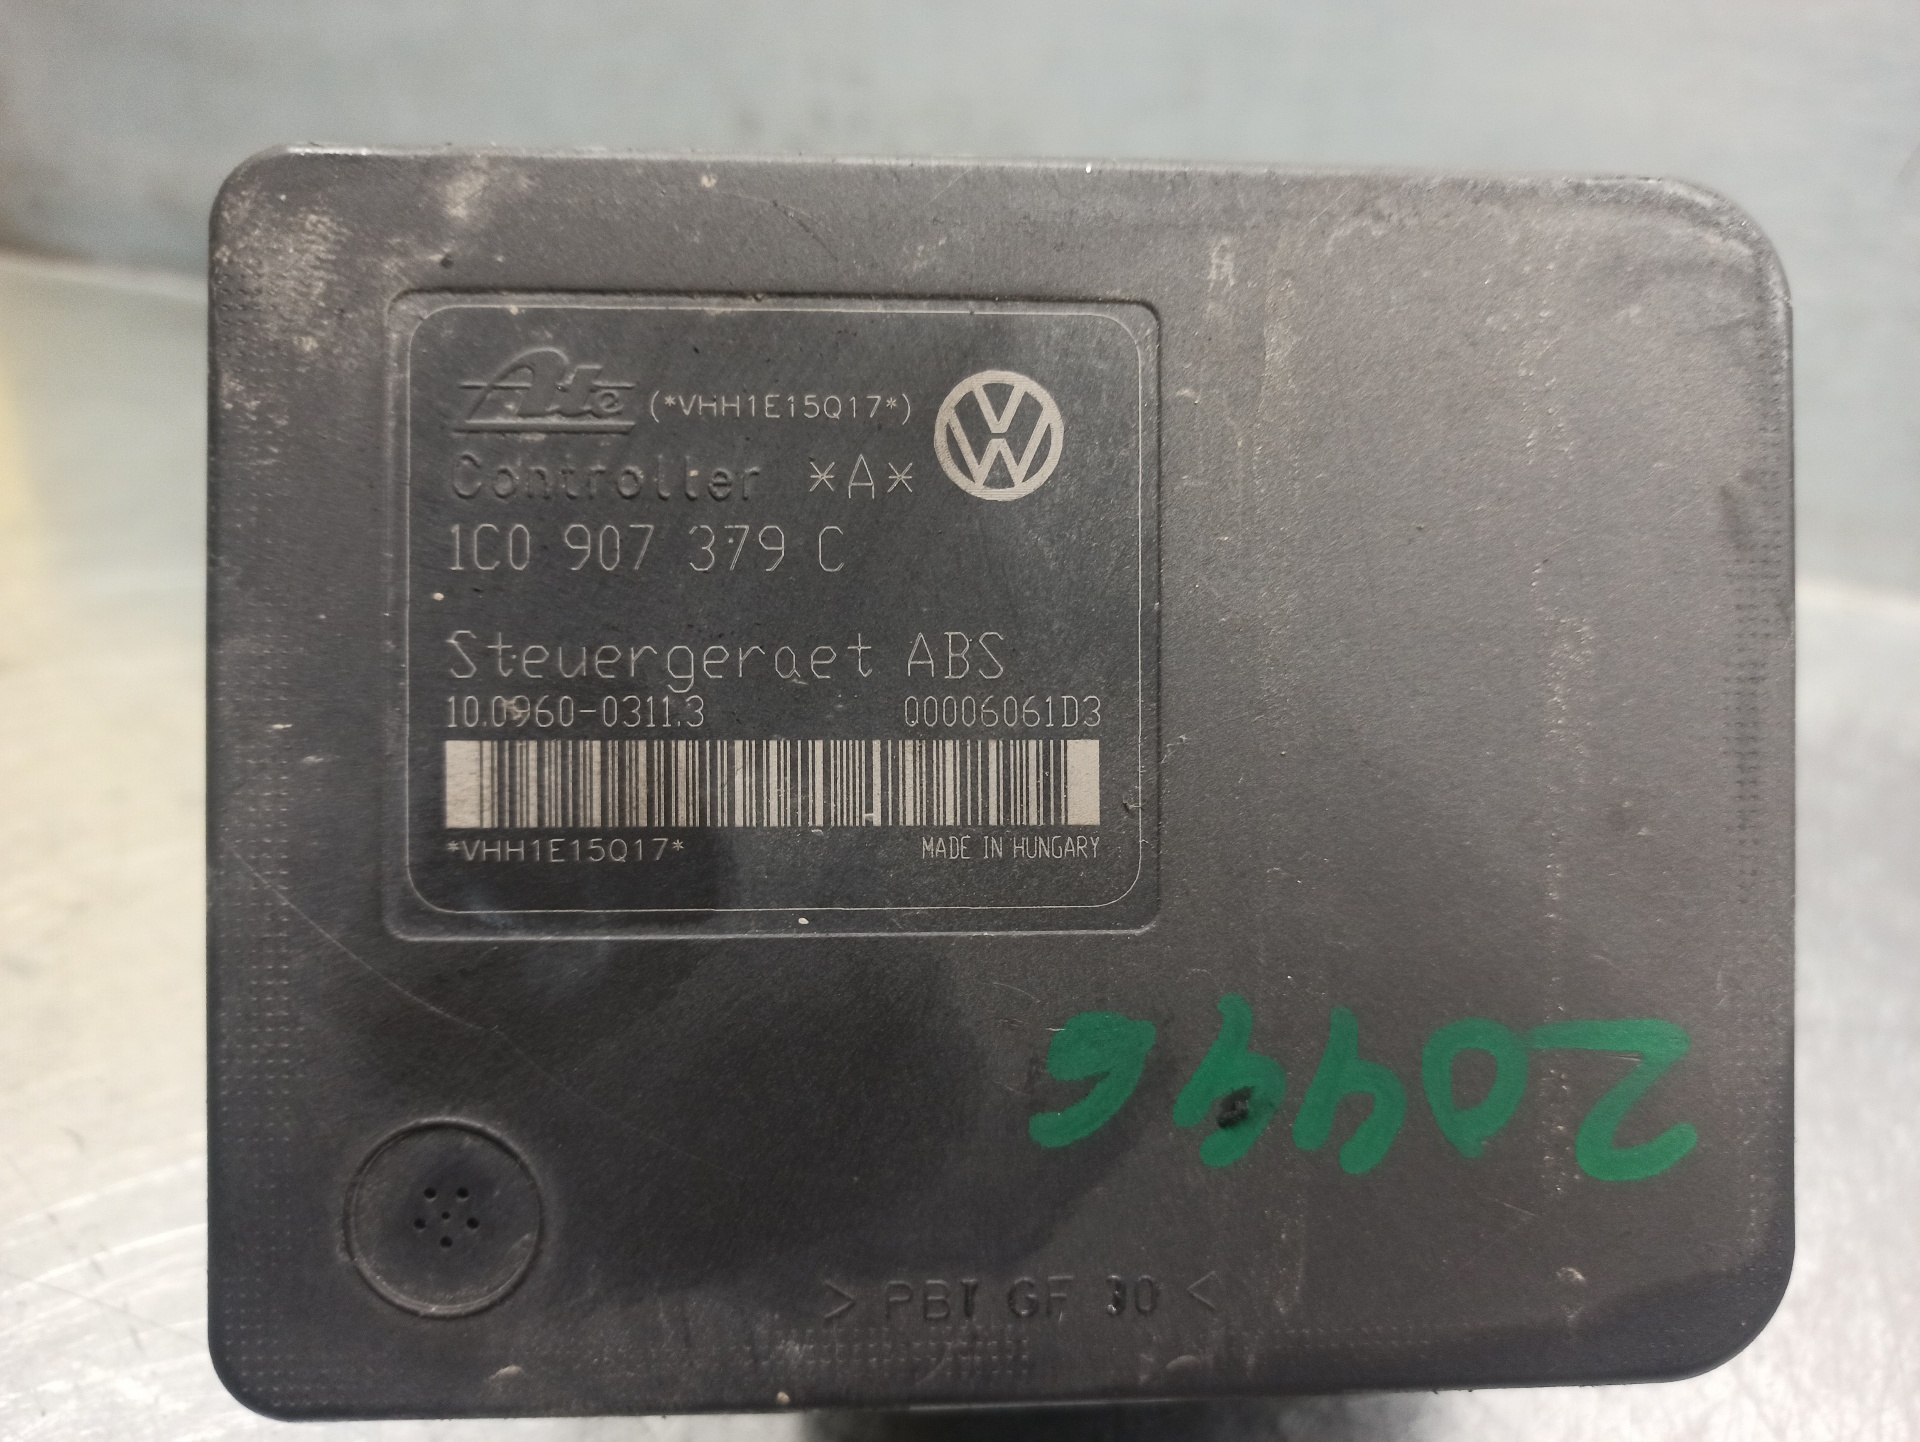 Ate (*VHH1E15Q17*)
Controller *A*
1C0 907 379 C
Steuergeraet ABS
10.0960-0311.3 00006061D3
*VHH1E15Q17* MADE IN HUNGARY
20496
> PBT GF 30 <